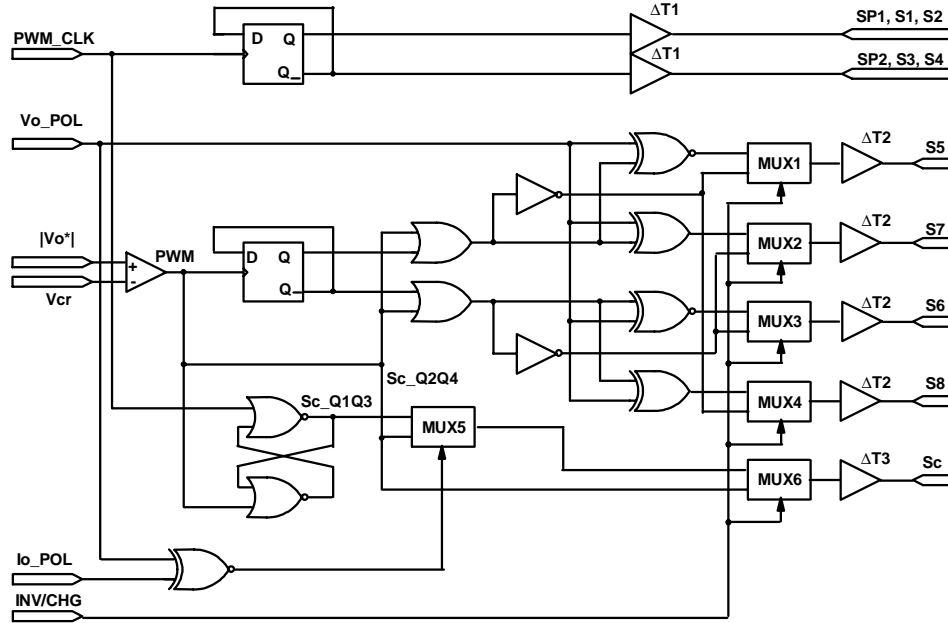 ΔT1
SP1, S1, S2
PWM_CLK
D Q
Q_
ΔT1
SP2, S3, S4
Vo_POL
ΔT2
S5
MUX1
|Vo*|
PWM
+
-
Vcr
D Q
Q_
ΔT2
S7
MUX2
ΔT2
S6
MUX3
Sc_Q2Q4
Sc_Q1Q3
ΔT2
S8
MUX4
MUX5
ΔT3
Sc
MUX6
Io_POL
INV/CHG